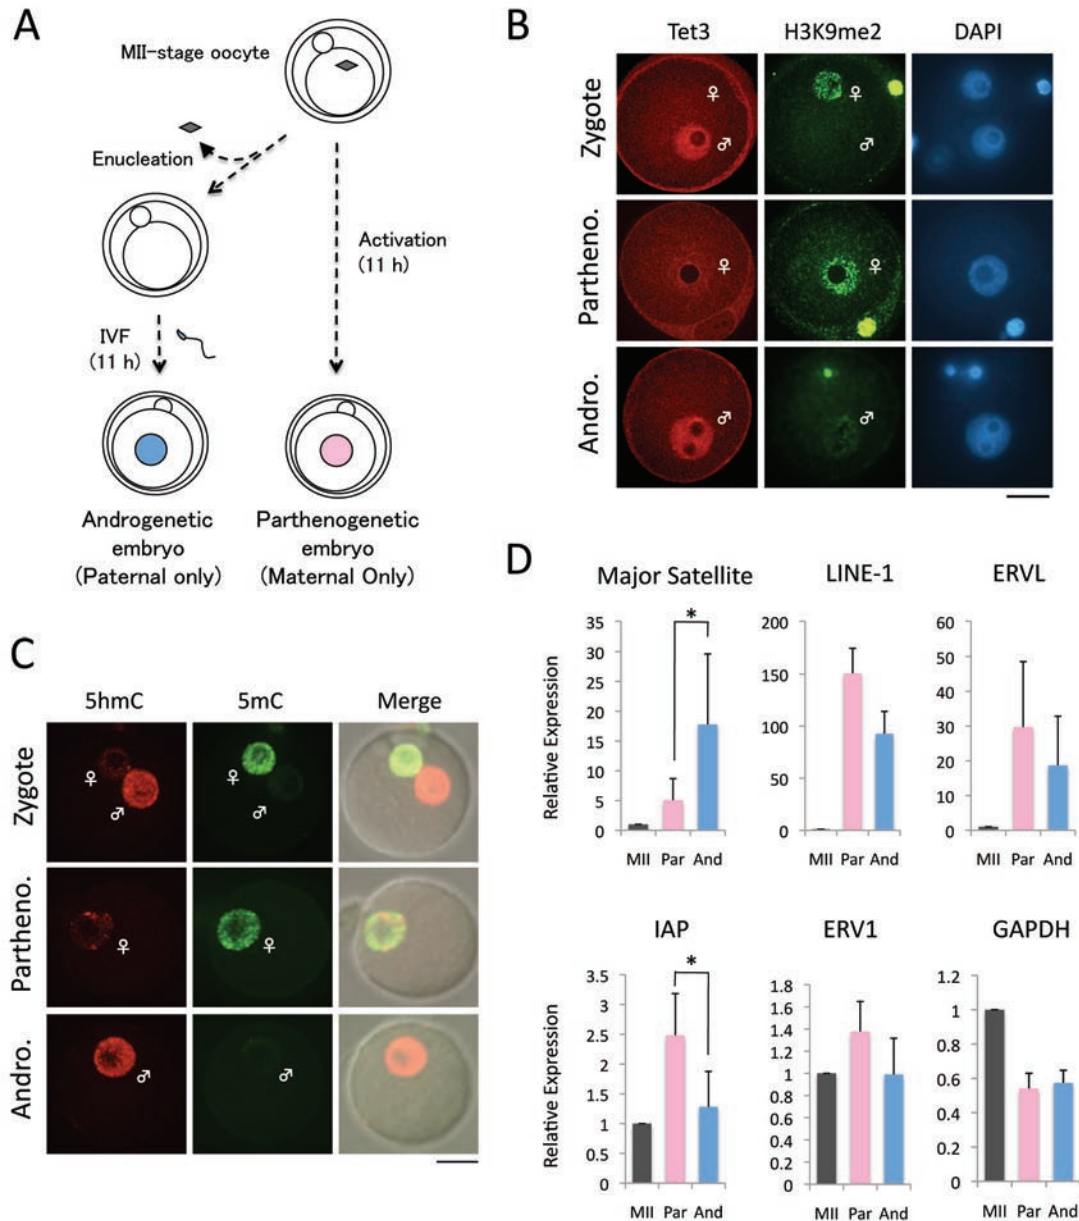 A
MII-stage oocyte
Enucleation
Activation
(11 h)
IVF
(11 h)
Androgenetic
embryo
(Paternal only)
Parthenogenetic
embryo
(Maternal Only)
B
Tet3 H3K9me2 DAPI
Zygote
♀ ♀
♂ ♂
Partheno.
♀ ♀
Andro.
♂ ♂
C
5hmC 5mC Merge
Zygote
♀ ♀
♂ ♂
Partheno.
♀ ♀
Andro.
♂ ♂
D
Major Satellite
Relative Expression
35
30
25
20
15
10
5
0
*
MII Par And
LINE-1
200
150
100
50
0
MII Par And
ERVL
60
50
40
30
20
10
0
MII Par And
IAP
Relative Expression
3.5
3
2.5
2
1.5
1
0.5
0
*
MII Par And
ERV1
1.8
1.6
1.4
1.2
1
0.8
0.6
0.4
0.2
0
MII Par And
GAPDH
1.2
1
0.8
0.6
0.4
0.2
0
MII Par And